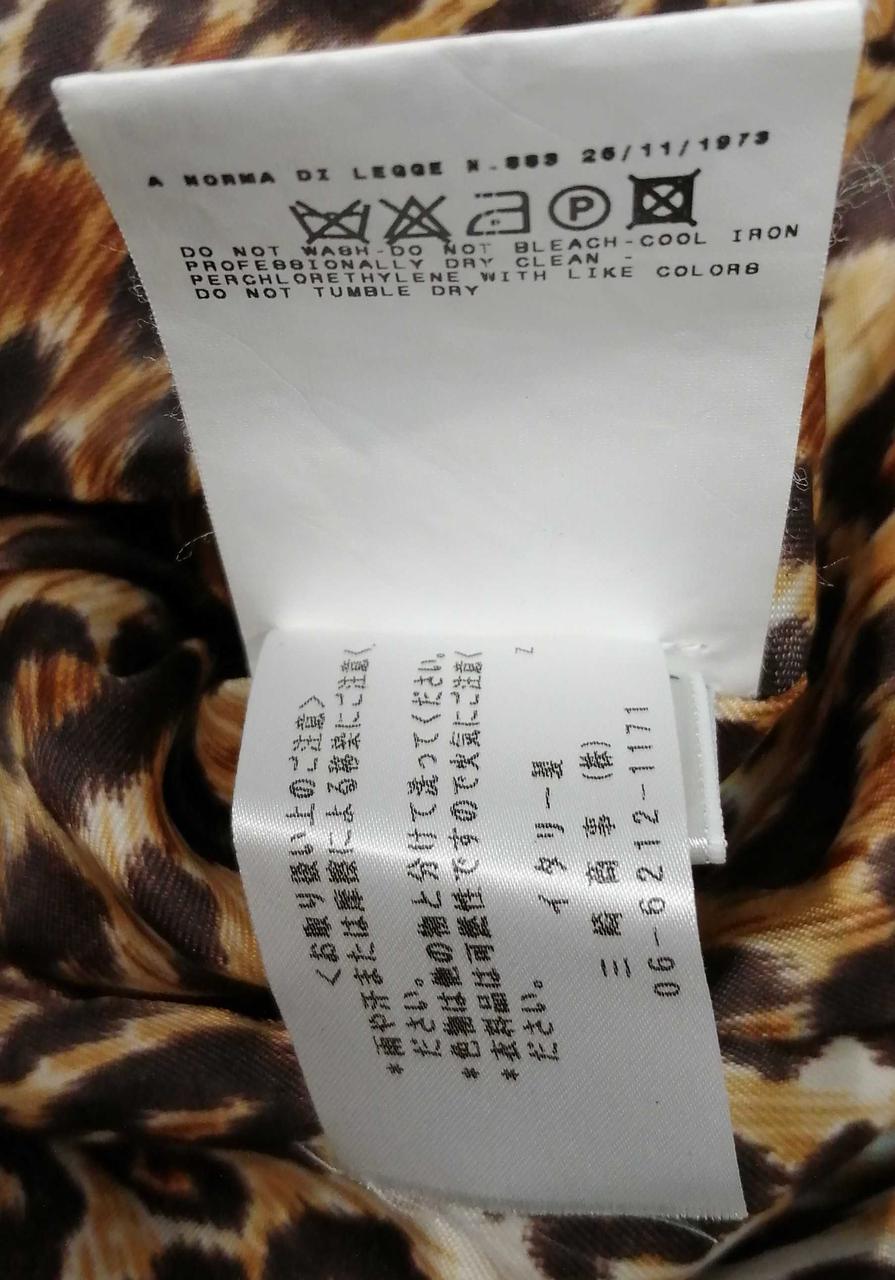 A NORMA DI LEGGE N.883 26/11/1973
P
DO NOT WASH-DO NOT BLEACH-COOL IRON
PROFESSIONALLY DRY CLEAN -
PERCHLORETHYLENE WITH LIKE COLORS
DO NOT TUMBLE DRY
<お取り扱い上のご注意>
*雨や汗または摩擦による移染にご注意く
ださい。
*色物は他の物と分けて洗ってください。
*衣料品は可燃性ですので火気にご注意く
ださい。
Z
イタリー製
三崎商事(株)
06-6212-1171